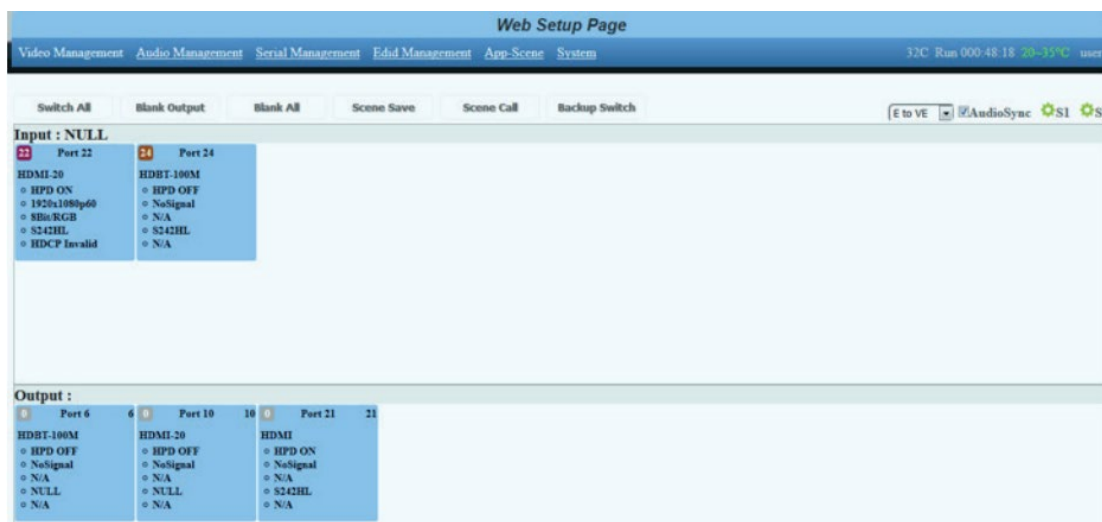 Web Setup Page
Video Management Audio Management Serial Management Edid Management App-Scene System 32C Run 000:48:18 20~35°C user
Switch All Blank Output Blank All Scene Save Scene Call Backup Switch E to VE AudioSync S1 S
Input : NULL
22 Port 22 24 Port 24
HDMI-20 HDBT-100M
HPD ON HPD OFF
1920x1080p60 NoSignal
8Bit/RGB N/A
S242HL S242HL
HDCP Invalid N/A
Output :
0 Port 6 6 0 Port 10 10 0 Port 21 21
HDBT-100M HDMI-20 HDMI
HPD OFF HPD OFF HPD ON
NoSignal NoSignal NoSignal
N/A N/A N/A
NULL NULL S242HL
N/A N/A N/A